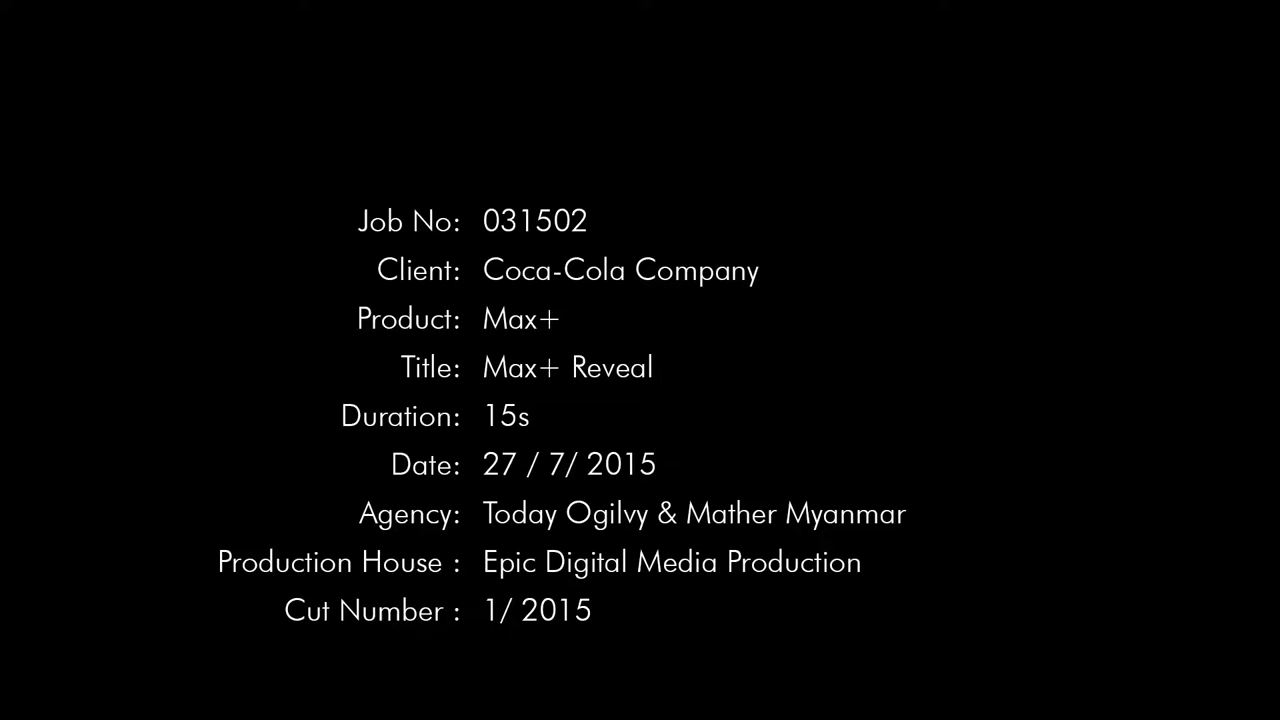 Job No: 031502
Client: Coca-Cola Company
Product: Max+
Title: Max+ Reveal
Duration: 15s
Date: 27 / 7/ 2015
Agency: Today Ogilvy & Mather Myanmar
Production House : Epic Digital Media Production
Cut Number : 1/ 2015